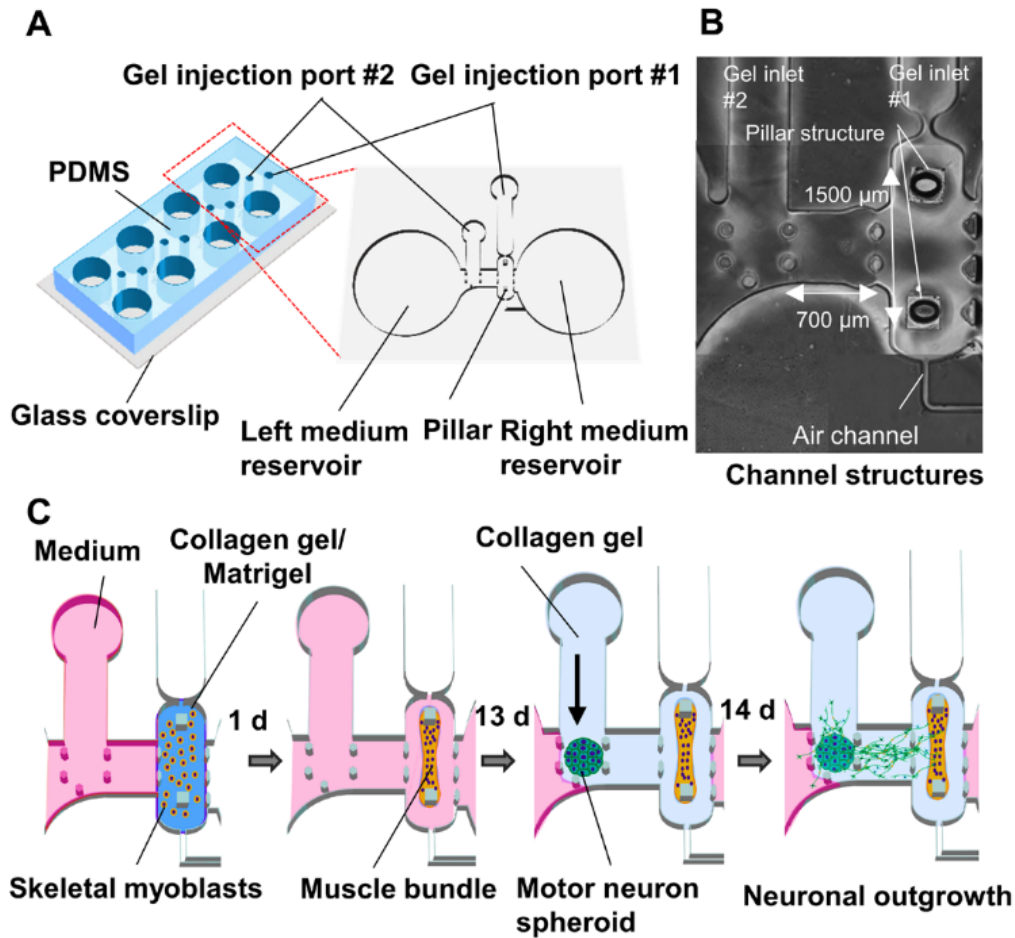 A
Gel injection port #2 Gel injection port #1
PDMS
Glass coverslip
Left medium
reservoir
Pillar
Right medium
reservoir
B
Gel inlet
#2
Gel inlet
#1
Pillar structure
1500 µm
700 µm
Air channel
Channel structures
C
Medium
Collagen gel/
Matrigel
Collagen gel
1 d
13 d
14 d
Skeletal myoblasts
Muscle bundle
Motor neuron
spheroid
Neuronal outgrowth